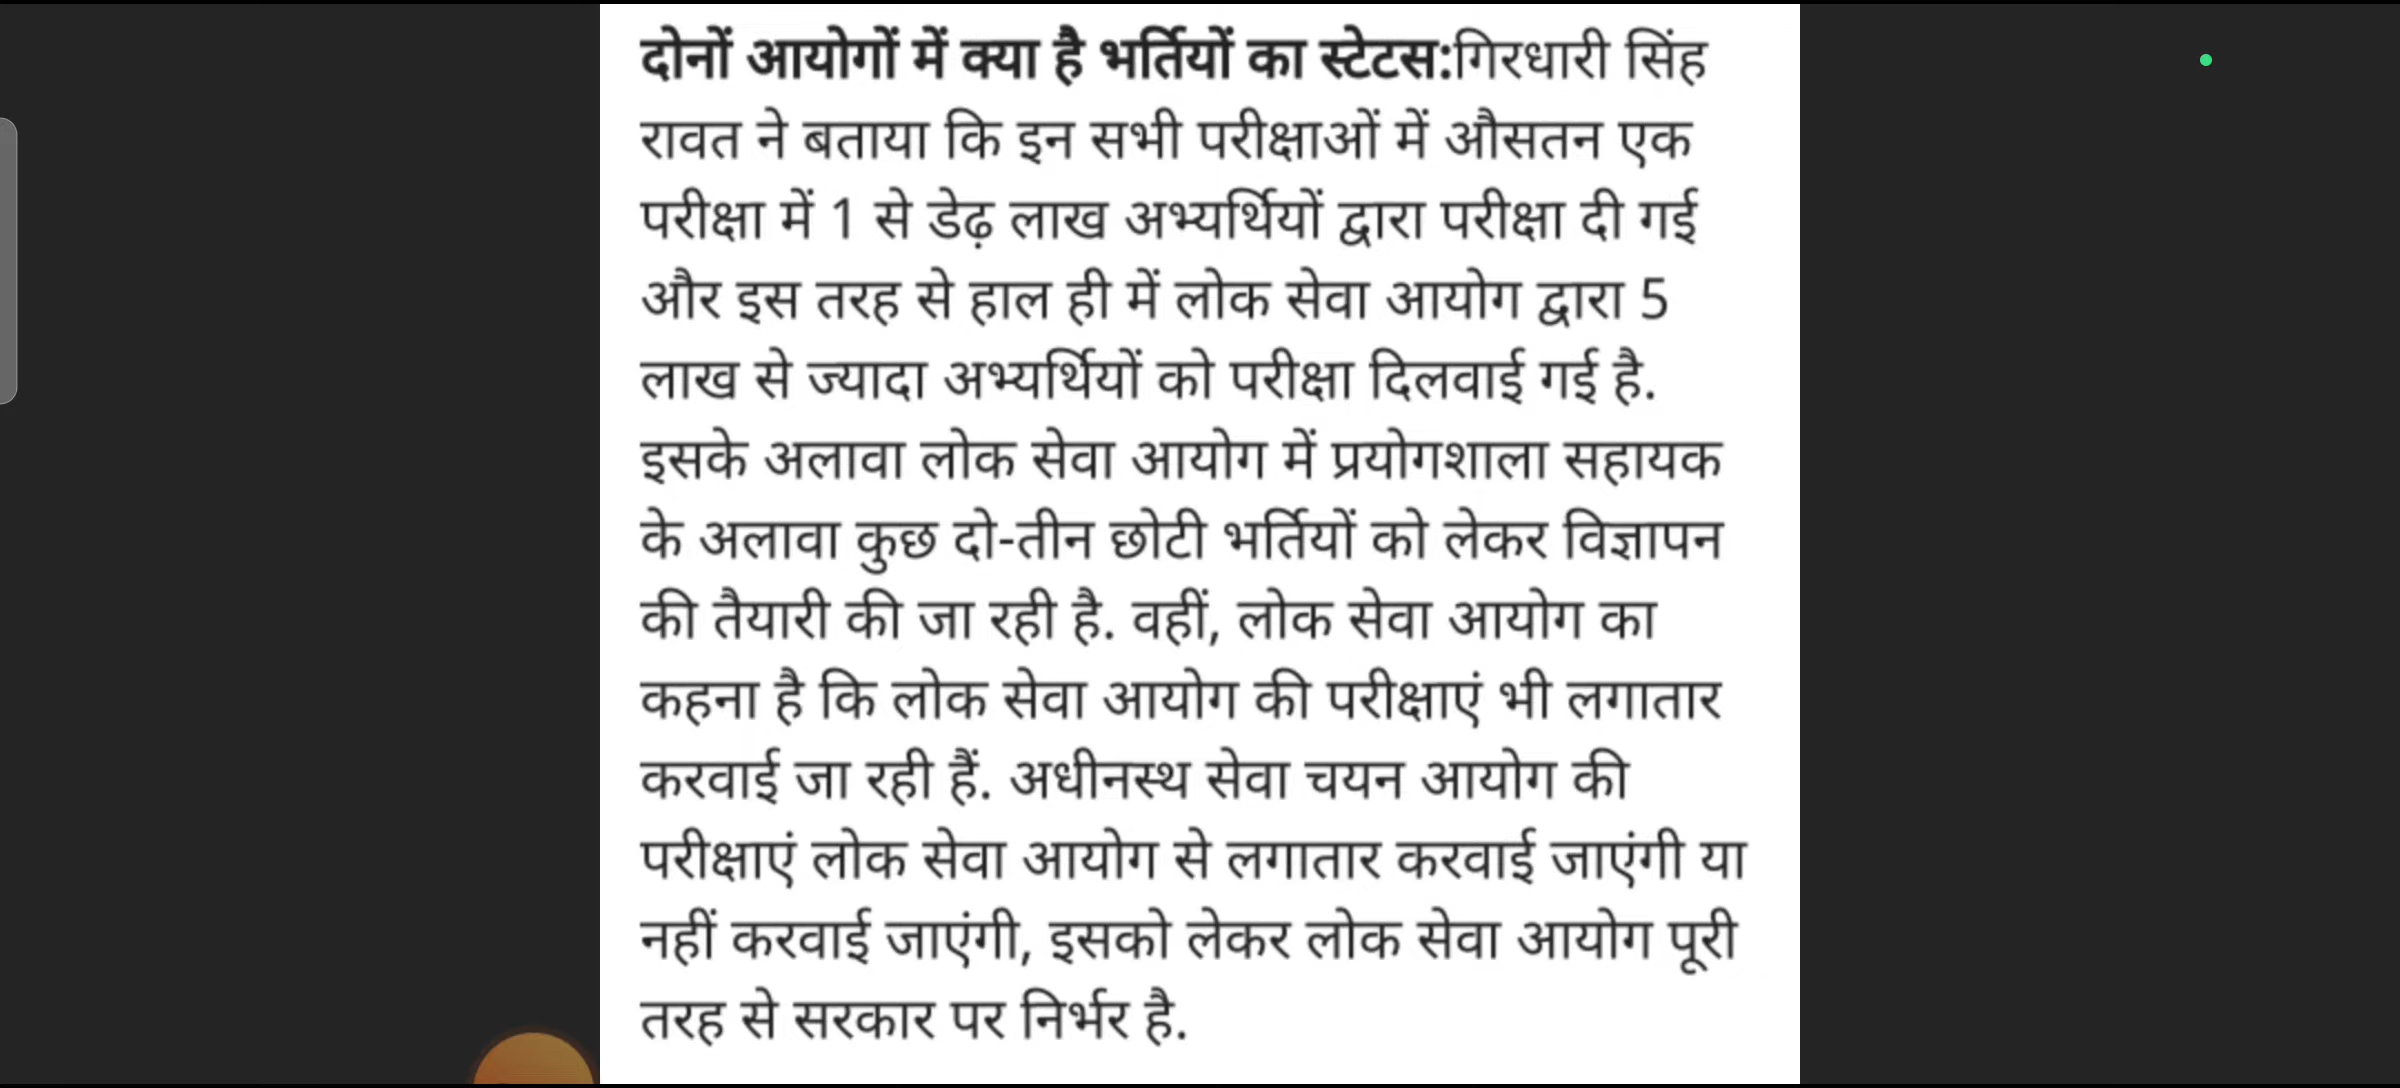 दोनों आयोगों में क्या है भर्तियों का स्टेटस:गिरधारी सिंह
रावत ने बताया कि इन सभी परीक्षाओं में औसतन एक
परीक्षा में 1 से डेढ़ लाख अभ्यर्थियों द्वारा परीक्षा दी गई
और इस तरह से हाल ही में लोक सेवा आयोग द्वारा 5
लाख से ज्यादा अभ्यर्थियों को परीक्षा दिलवाई गई है.
इसके अलावा लोक सेवा आयोग में प्रयोगशाला सहायक
के अलावा कुछ दो-तीन छोटी भर्तियों को लेकर विज्ञापन
की तैयारी की जा रही है. वहीं, लोक सेवा आयोग का
कहना है कि लोक सेवा आयोग की परीक्षाएं भी लगातार
करवाई जा रही हैं. अधीनस्थ सेवा चयन आयोग की
परीक्षाएं लोक सेवा आयोग से लगातार करवाई जाएंगी या
नहीं करवाई जाएंगी, इसको लेकर लोक सेवा आयोग पूरी
तरह से सरकार पर निर्भर है.